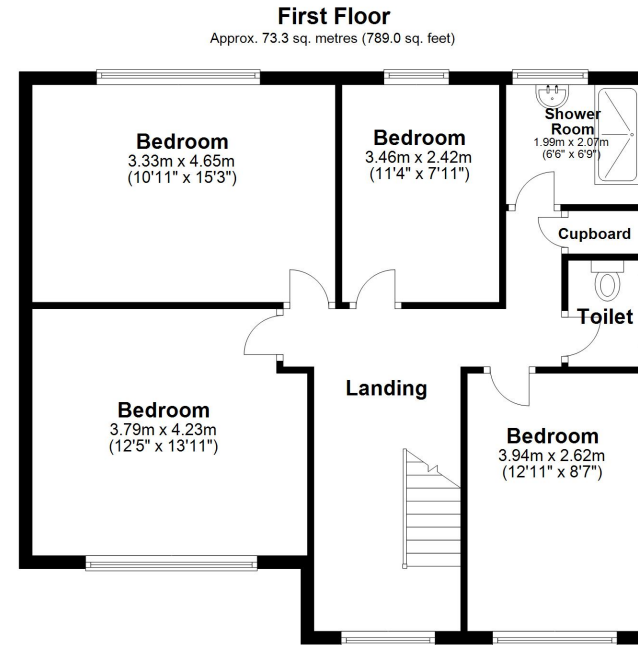 First Floor
Approx. 73.3 sq. metres (789.0 sq. feet)
Bedroom
3.33m x 4.65m
(10'11" x 15'3")
Bedroom
3.46m x 2.42m
(11'4" x 7'11")
Shower
Room
1.99m x 2.07m
(6'6" x 6'9")
Cupboard
Toilet
Landing
Bedroom
3.79m x 4.23m
(12'5" x 13'11")
Bedroom
3.94m x 2.62m
(12'11" x 8'7")